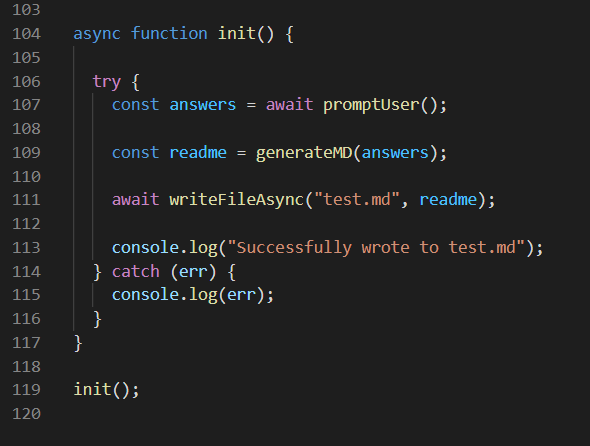 103
104 async function init() {
105
106 try {
107 const answers = await promptUser();
108
109 const readme = generateMD(answers);
110
111 await writeFileAsync("test.md", readme);
112
113 console.log("Successfully wrote to test.md");
114 } catch (err) {
115 console.log(err);
116 }
117 }
118
119 init();
120